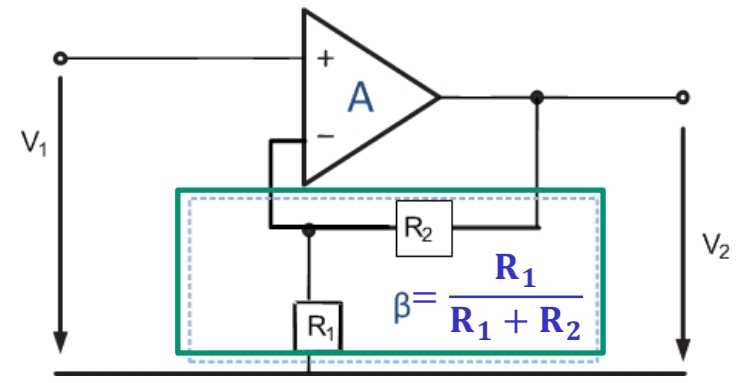 +
A
−
V₁
R₂
V₂
R₁
β= R₁ / R₁ + R₂